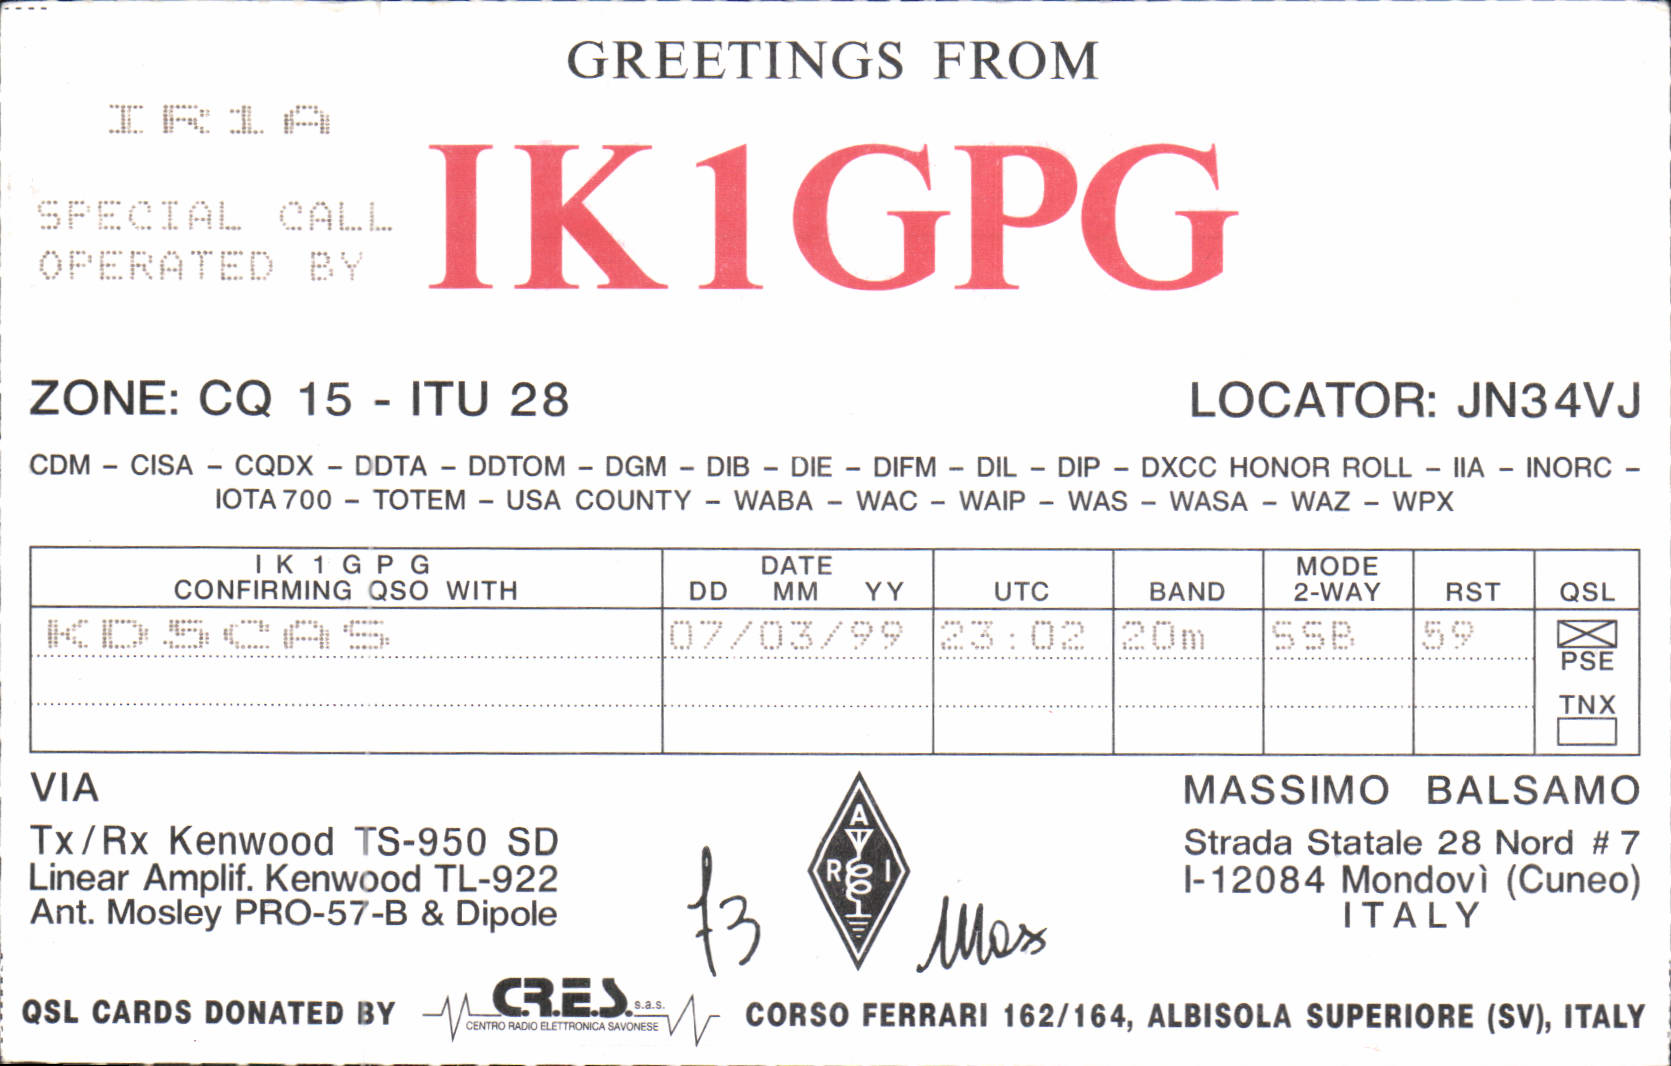 GREETINGS FROM
IR1A
IK1GPG
SPECIAL CALL
OPERATED BY
ZONE: CQ 15 - ITU 28
LOCATOR: JN34VJ
CDM – CISA – CQDX – DDTA – DDTOM – DGM – DIB – DIE – DIFM – DIL – DIP – DXCC HONOR ROLL – IIA – INORC –
IOTA 700 – TOTEM – USA COUNTY – WABA – WAC – WAIP – WAS – WASA – WAZ – WPX
IK1GPG
CONFIRMING QSO WITH
DATE
DD MM YY
UTC
BAND
MODE
2-WAY
RST
QSL
KD5CAS
07/03/99
23:02
20m
SSB
59
PSE
TNX
VIA
Tx/Rx Kenwood TS-950 SD
Linear Amplif. Kenwood TL-922
Ant. Mosley PRO-57-B & Dipole
73
A
R I
Max
MASSIMO BALSAMO
Strada Statale 28 Nord # 7
I-12084 Mondovì (Cuneo)
ITALY
QSL CARDS DONATED BY
C.R.E.S. s.a.s.
CENTRO RADIO ELETTRONICA SAVONESE
CORSO FERRARI 162/164, ALBISOLA SUPERIORE (SV), ITALY